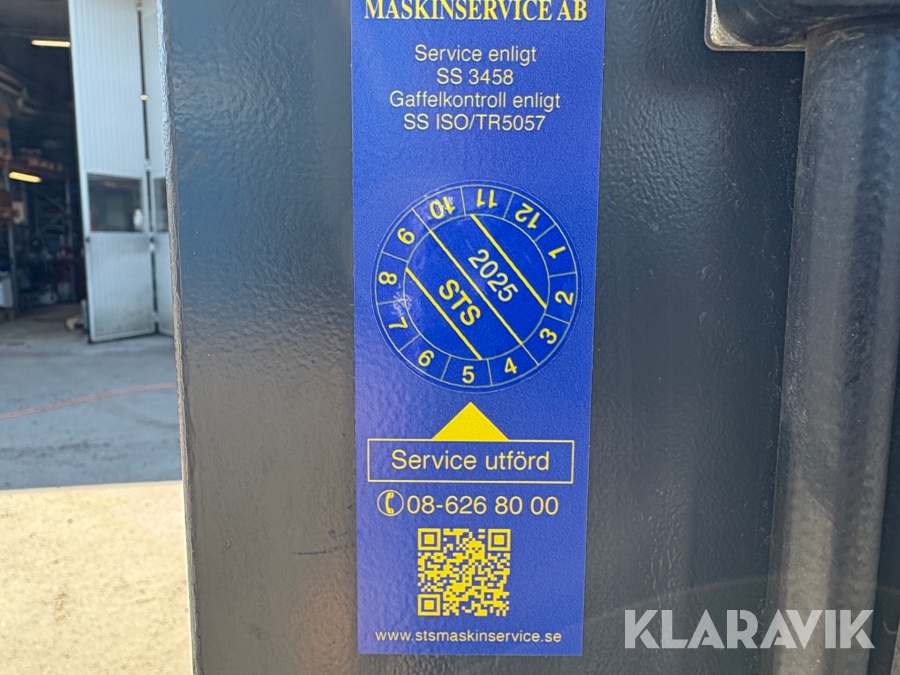 MASKINSERVICE AB
Service enligt
SS 3458
Gaffelkontroll enligt
SS ISO/TR5057
1 2 3 4 5 6 7 8 9 10 11 12
2025
STS
Service utförd
08-626 80 00
www.stsmaskinservice.se
KLARAVIK